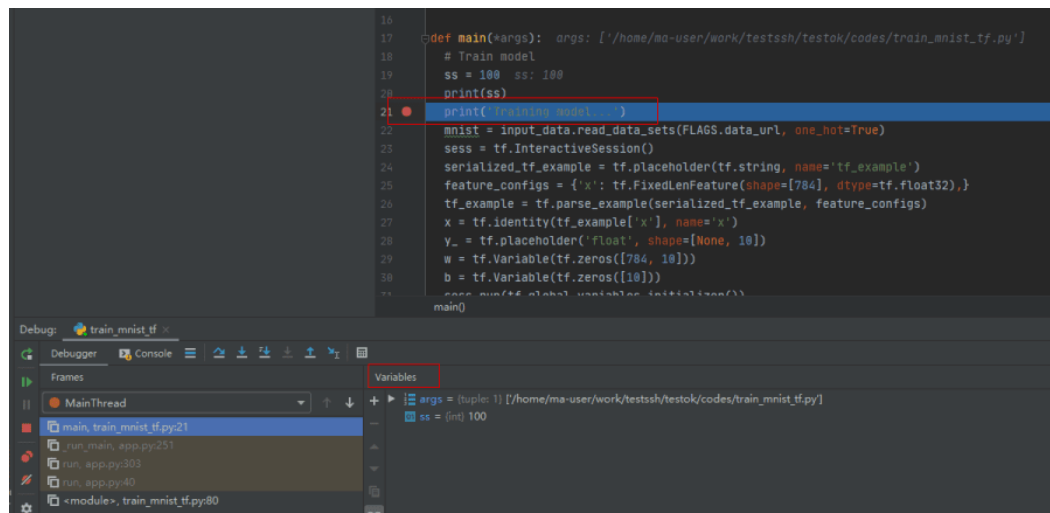 16
17 def main(*args): args: ['/home/ma-user/work/testssh/testok/codes/train_mnist_tf.py']
18 # Train model
19 ss = 100 ss: 100
20 print(ss)
21 print('Training model...')
22 mnist = input_data.read_data_sets(FLAGS.data_url, one_hot=True)
23 sess = tf.InteractiveSession()
24 serialized_tf_example = tf.placeholder(tf.string, name='tf_example')
25 feature_configs = {'x': tf.FixedLenFeature(shape=[784], dtype=tf.float32),}
26 tf_example = tf.parse_example(serialized_tf_example, feature_configs)
27 x = tf.identity(tf_example['x'], name='x')
28 y_ = tf.placeholder('float', shape=[None, 10])
29 w = tf.Variable(tf.zeros([784, 10]))
30 b = tf.Variable(tf.zeros([10]))
31 sess.run(tf.global_variables_initializer())
main()
Debug: train_mnist_tf
Debugger Console
Frames Variables
MainThread
args = (tuple: 1) ['/home/ma-user/work/testssh/testok/codes/train_mnist_tf.py']
ss = (int) 100
main, train_mnist_tf.py:21
_run_main, app.py:251
run, app.py:303
run, app.py:40
<module>, train_mnist_tf.py:80